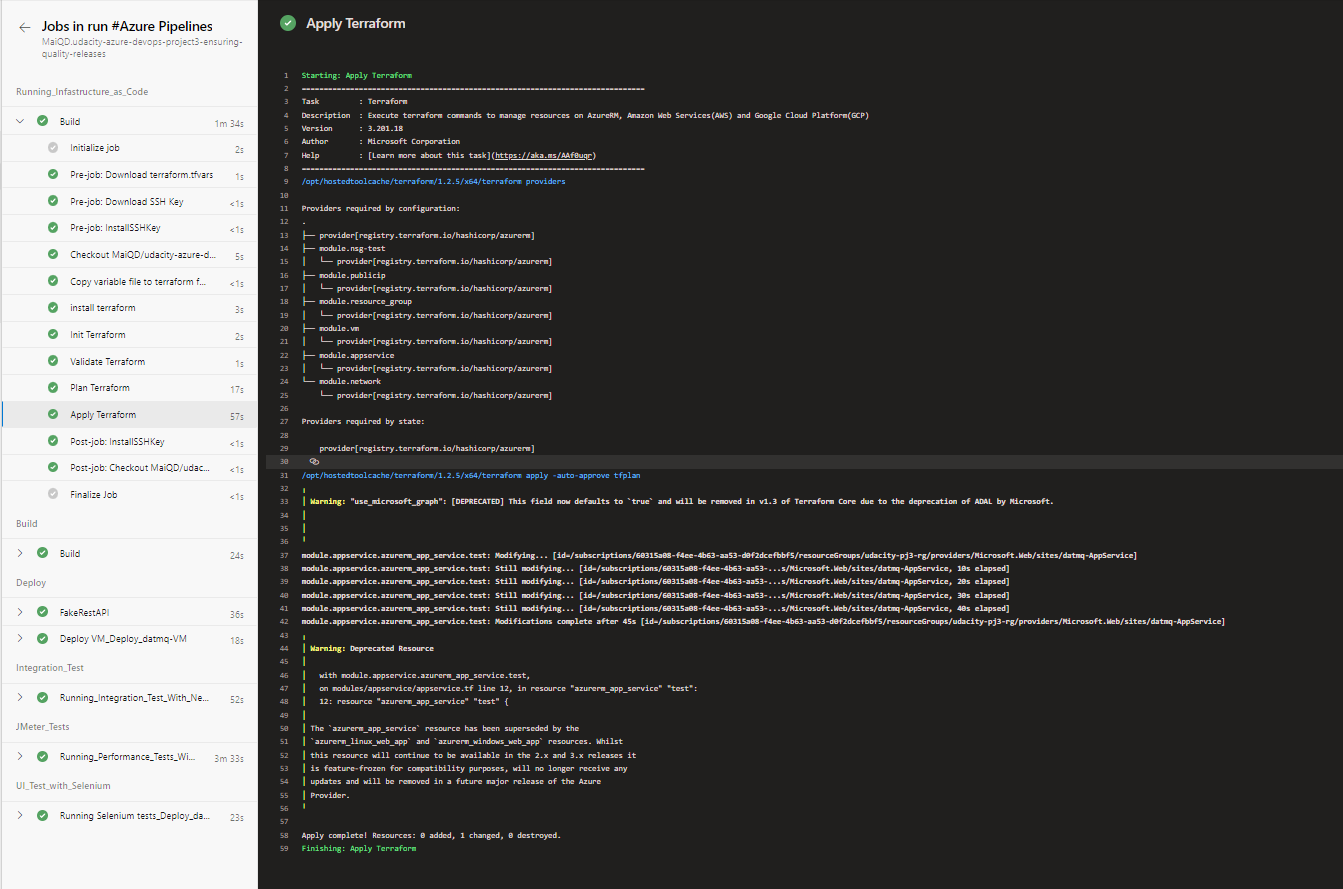 Jobs in run #Azure Pipelines
MaiQD.udacity-azure-devops-project3-ensuring-
quality-releases
Running_Infastructure_as_Code
Build 1m 34s
Initialize job 2s
Pre-job: Download terraform.tfvars 1s
Pre-job: Download SSH Key <1s
Pre-job: InstallSSHKey <1s
Checkout MaiQD/udacity-azure-d... 5s
Copy variable file to terraform f... <1s
install terraform 3s
Init Terraform 2s
Validate Terraform 1s
Plan Terraform 17s
Apply Terraform 57s
Post-job: InstallSSHKey <1s
Post-job: Checkout MaiQD/udac... <1s
Finalize Job <1s
Build
Build 24s
Deploy
FakeRestAPI 36s
Deploy VM_Deploy_datmq-VM 18s
Integration_Test
Running_Integration_Test_With_Ne... 52s
JMeter_Tests
Running_Performance_Tests_Wi... 3m 33s
UI_Test_with_Selenium
Running Selenium tests_Deploy_da... 23s
Apply Terraform
1 Starting: Apply Terraform
2 ==============================================================================
3 Task : Terraform
4 Description : Execute terraform commands to manage resources on AzureRM, Amazon Web Services(AWS) and Google Cloud Platform(GCP)
5 Version : 3.201.18
6 Author : Microsoft Corporation
7 Help : [Learn more about this task](https://aka.ms/AAf0uqr)
8 ==============================================================================
9 /opt/hostedtoolcache/terraform/1.2.5/x64/terraform providers
10
11 Providers required by configuration:
12 .
13 ├── provider[registry.terraform.io/hashicorp/azurerm]
14 ├── module.nsg-test
15 │   └── provider[registry.terraform.io/hashicorp/azurerm]
16 ├── module.publicip
17 │   └── provider[registry.terraform.io/hashicorp/azurerm]
18 ├── module.resource_group
19 │   └── provider[registry.terraform.io/hashicorp/azurerm]
20 ├── module.vm
21 │   └── provider[registry.terraform.io/hashicorp/azurerm]
22 ├── module.appservice
23 │   └── provider[registry.terraform.io/hashicorp/azurerm]
24 └── module.network
25     └── provider[registry.terraform.io/hashicorp/azurerm]
26
27 Providers required by state:
28
29 provider[registry.terraform.io/hashicorp/azurerm]
30
31 /opt/hostedtoolcache/terraform/1.2.5/x64/terraform apply -auto-approve tfplan
32 ╷
33 │ Warning: "use_microsoft_graph": [DEPRECATED] This field now defaults to `true` and will be removed in v1.3 of Terraform Core due to the deprecation of ADAL by Microsoft.
34 │
35 │
36 ╵
37 module.appservice.azurerm_app_service.test: Modifying... [id=/subscriptions/60315a08-f4ee-4b63-aa53-d0f2dcefbbf5/resourceGroups/udacity-pj3-rg/providers/Microsoft.Web/sites/datmq-AppService]
38 module.appservice.azurerm_app_service.test: Still modifying... [id=/subscriptions/60315a08-f4ee-4b63-aa53-...s/Microsoft.Web/sites/datmq-AppService, 10s elapsed]
39 module.appservice.azurerm_app_service.test: Still modifying... [id=/subscriptions/60315a08-f4ee-4b63-aa53-...s/Microsoft.Web/sites/datmq-AppService, 20s elapsed]
40 module.appservice.azurerm_app_service.test: Still modifying... [id=/subscriptions/60315a08-f4ee-4b63-aa53-...s/Microsoft.Web/sites/datmq-AppService, 30s elapsed]
41 module.appservice.azurerm_app_service.test: Still modifying... [id=/subscriptions/60315a08-f4ee-4b63-aa53-...s/Microsoft.Web/sites/datmq-AppService, 40s elapsed]
42 module.appservice.azurerm_app_service.test: Modifications complete after 45s [id=/subscriptions/60315a08-f4ee-4b63-aa53-d0f2dcefbbf5/resourceGroups/udacity-pj3-rg/providers/Microsoft.Web/sites/datmq-AppService]
43 ╷
44 │ Warning: Deprecated Resource
45 │
46 │   with module.appservice.azurerm_app_service.test,
47 │   on modules/appservice/appservice.tf line 12, in resource "azurerm_app_service" "test":
48 │   12: resource "azurerm_app_service" "test" {
49 │
50 │ The `azurerm_app_service` resource has been superseded by the
51 │ `azurerm_linux_web_app` and `azurerm_windows_web_app` resources. Whilst
52 │ this resource will continue to be available in the 2.x and 3.x releases it
53 │ is feature-frozen for compatibility purposes, will no longer receive any
54 │ updates and will be removed in a future major release of the Azure
55 │ Provider.
56 ╵
57
58 Apply complete! Resources: 0 added, 1 changed, 0 destroyed.
59 Finishing: Apply Terraform